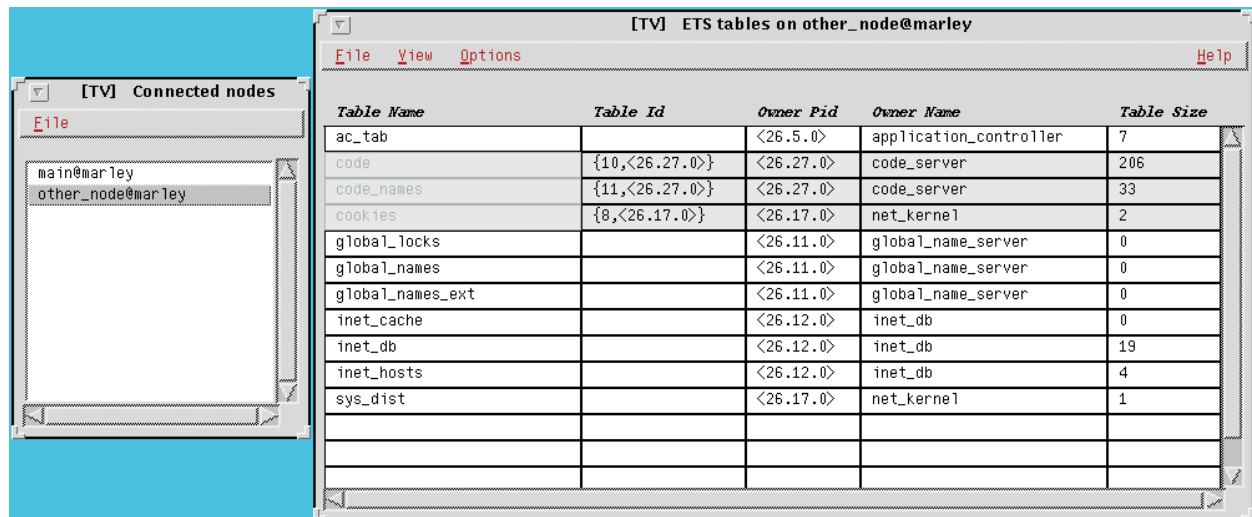 [TV] ETS tables on other_node@marley
File View Options Help
[TV] Connected nodes
File
main@marley
other_node@marley
Table Name Table Id Owner Pid Owner Name Table Size
ac_tab <26.5.0> application_controller 7
code {10,<26.27.0>} <26.27.0> code_server 206
code_names {11,<26.27.0>} <26.27.0> code_server 33
cookies {8,<26.17.0>} <26.17.0> net_kernel 2
global_locks <26.11.0> global_name_server 0
global_names <26.11.0> global_name_server 0
global_names_ext <26.11.0> global_name_server 0
inet_cache <26.12.0> inet_db 0
inet_db <26.12.0> inet_db 19
inet_hosts <26.12.0> inet_db 4
sys_dist <26.17.0> net_kernel 1